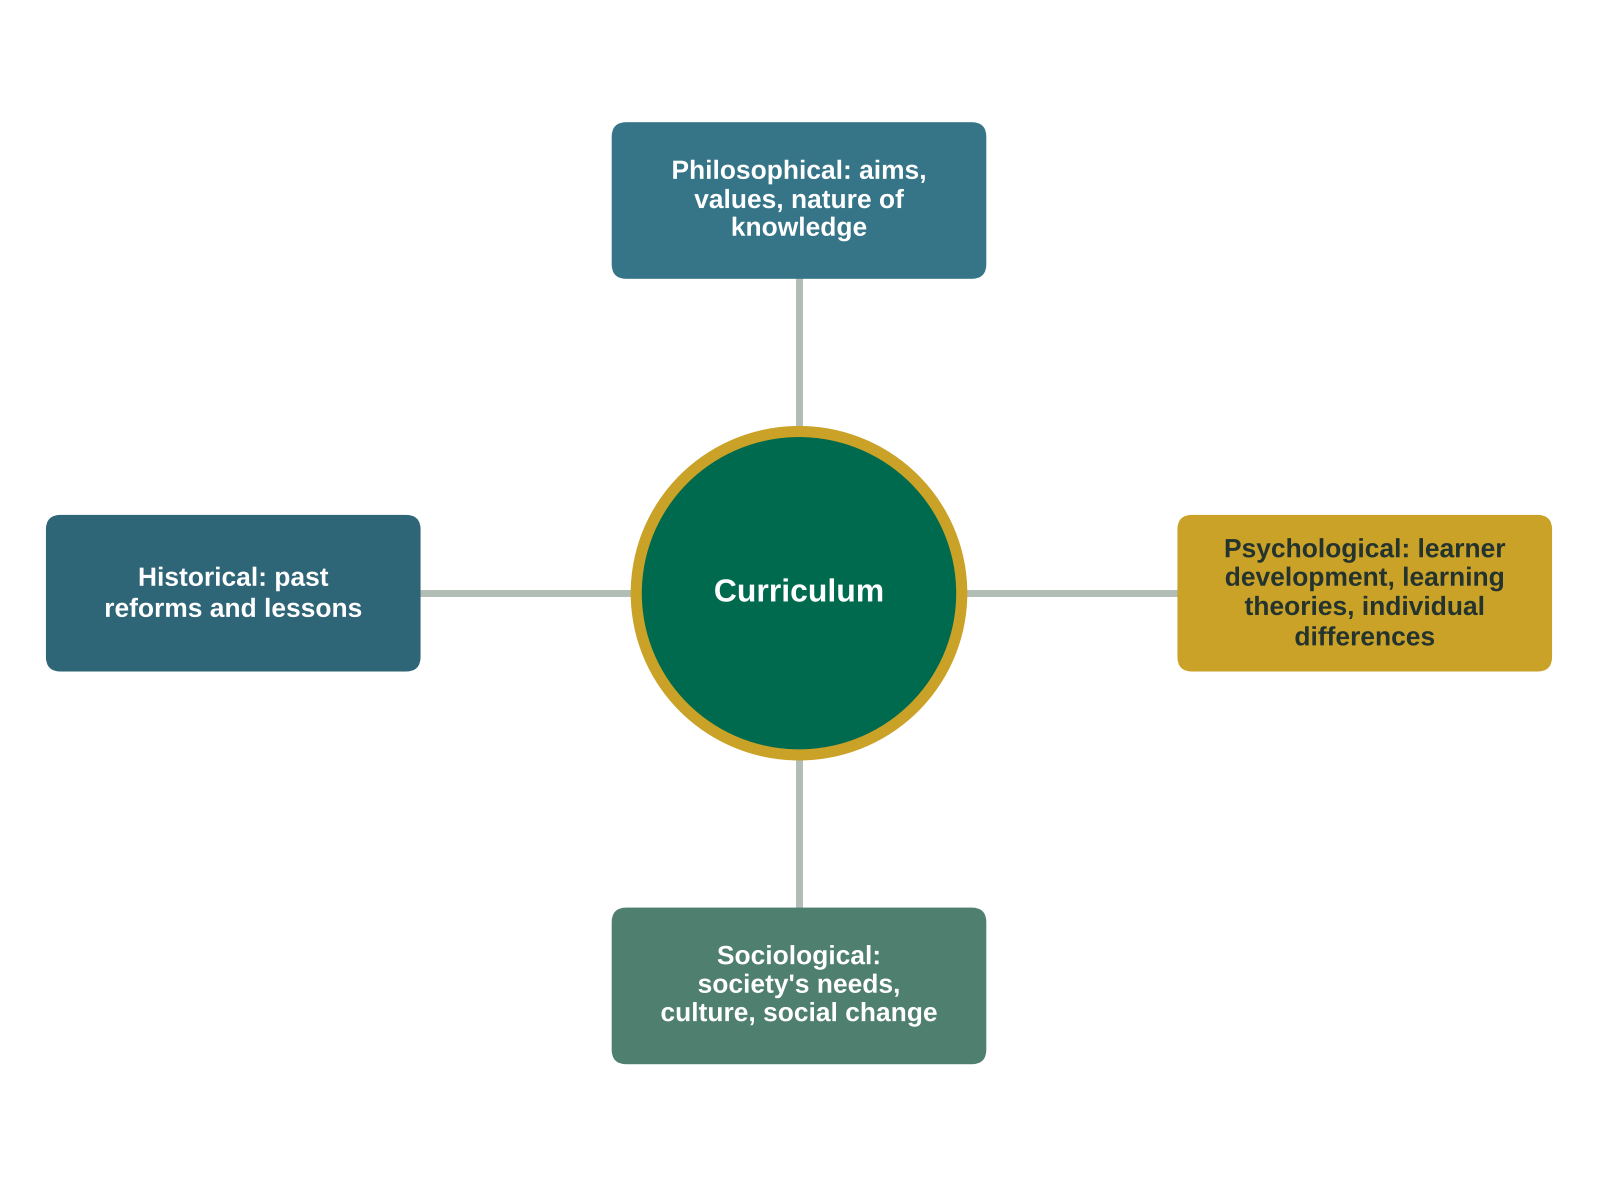 Philosophical: aims,
values, nature of
knowledge
Historical: past
reforms and lessons
Curriculum
Psychological: learner
development, learning
theories, individual
differences
Sociological:
society's needs,
culture, social change